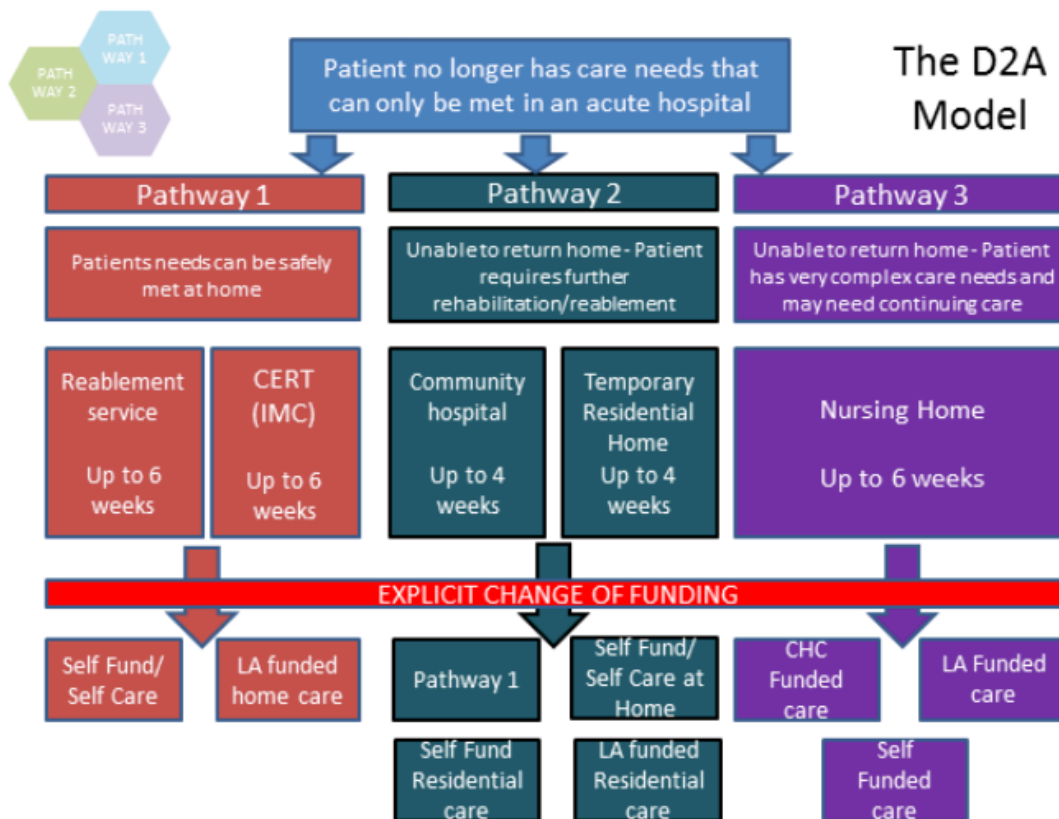 PATH
WAY 1
PATH
WAY 2
PATH
WAY 3
Patient no longer has care needs that
can only be met in an acute hospital
The D2A
Model
Pathway 1
Pathway 2
Pathway 3
Patients needs can be safely
met at home
Unable to return home - Patient
requires further
rehabilitation/reablement
Unable to return home - Patient
has very complex care needs and
may need continuing care
Reablement
service
Up to 6
weeks
CERT
(IMC)
Up to 6
weeks
Community
hospital
Up to 4
weeks
Temporary
Residential
Home
Up to 4
weeks
Nursing Home
Up to 6 weeks
EXPLICIT CHANGE OF FUNDING
Self Fund/
Self Care
LA funded
home care
Pathway 1
Self Fund/
Self Care at
Home
CHC
Funded
care
LA Funded
care
Self Fund
Residential
care
LA funded
Residential
care
Self
Funded
care